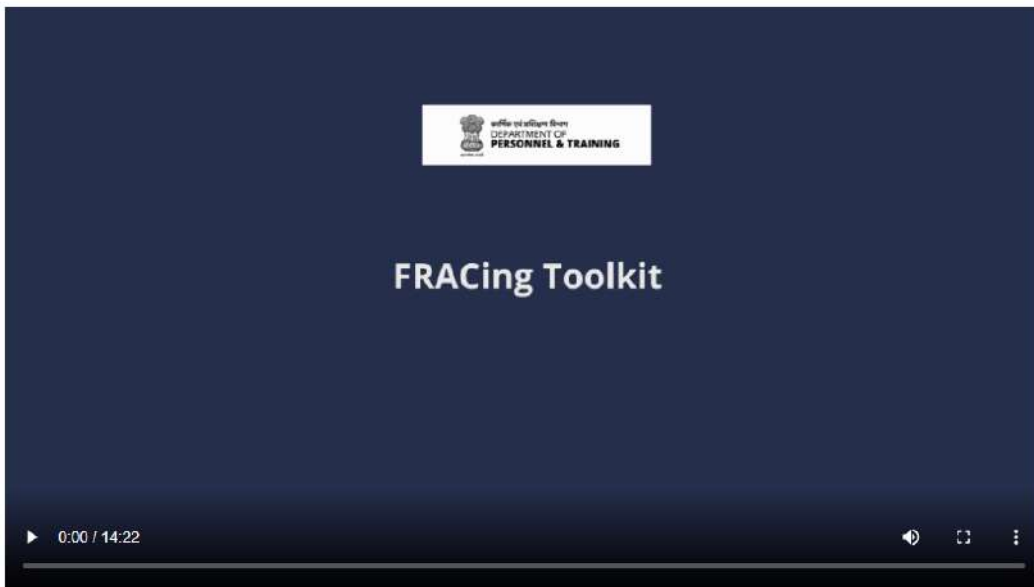 कार्मिक एवं प्रशिक्षण विभाग
DEPARTMENT OF
PERSONNEL & TRAINING
FRACing Toolkit
0:00 / 14:22